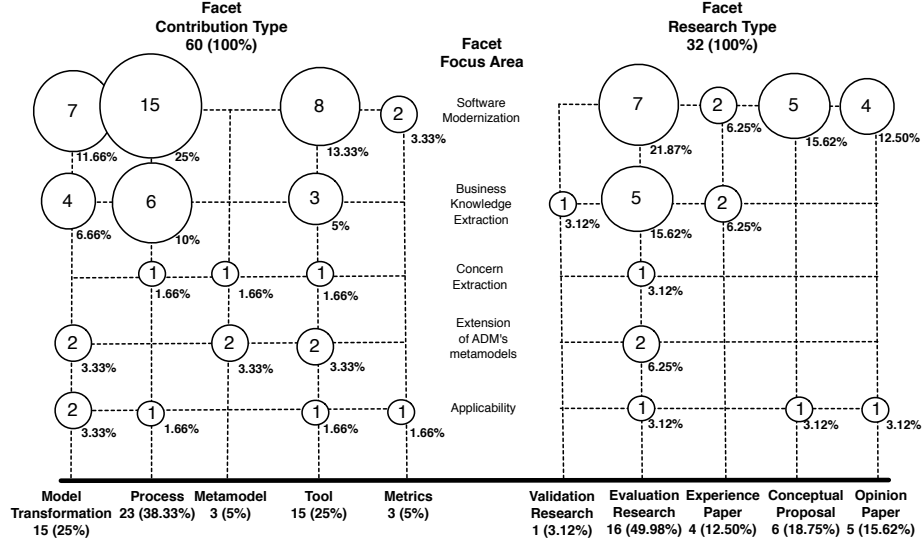 Facet
Contribution Type
60 (100%)
Facet
Focus Area
Facet
Research Type
32 (100%)
7
15
8
2
Software
Modernization
7
2
5
4
11.66%
25%
13.33%
3.33%
21.87%
6.25%
15.62%
12.50%
4
6
3
Business
Knowledge
Extraction
1
5
2
6.66%
10%
5%
3.12%
15.62%
6.25%
1
1
1
Concern
Extraction
1
1.66%
1.66%
1.66%
3.12%
2
2
2
Extension
of ADM's
metamodels
2
3.33%
3.33%
3.33%
6.25%
2
1
1
1
Applicability
1
1
1
3.33%
1.66%
1.66%
1.66%
3.12%
3.12%
3.12%
Model
Transformation
15 (25%)
Process
23 (38.33%)
Metamodel
3 (5%)
Tool
15 (25%)
Metrics
3 (5%)
Validation
Research
1 (3.12%)
Evaluation
Research
16 (49.98%)
Experience
Paper
4 (12.50%)
Conceptual
Proposal
6 (18.75%)
Opinion
Paper
5 (15.62%)